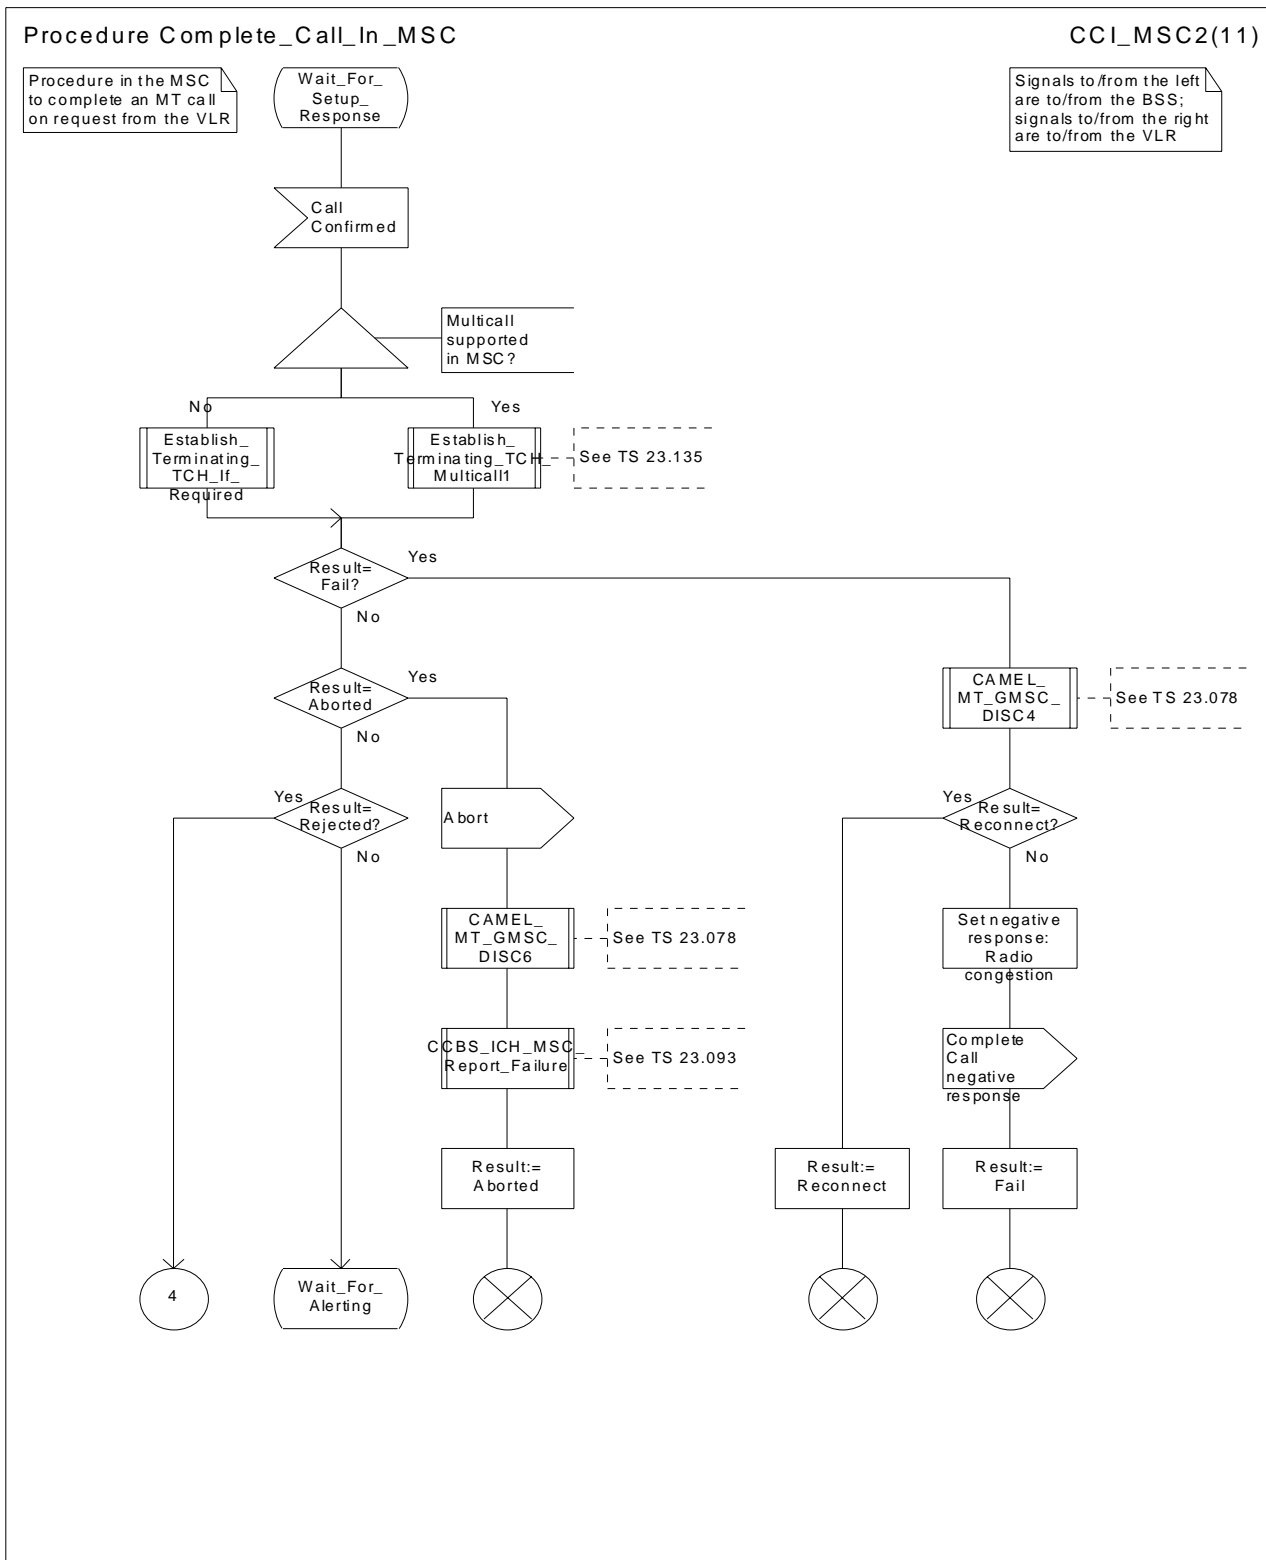 Procedure Complete_Call_In_MSC
CCI_MSC2(11)
Procedure in the MSC
to complete an MT call
on request from the VLR
Wait_For_
Setup_
Response
Signals to/from the left
are to/from the BSS;
signals to/from the right
are to/from the VLR
Call
Confirmed
Multicall
supported
in MSC?
No
Yes
Establish_
Terminating_
TCH_If_
Required
Establish_
Terminating_TCH_
Multicall1
See TS 23.135
Result=
Fail?
Yes
No
Result=
Aborted
Yes
No
CAMEL_
MT_GMSC_
DISC4
See TS 23.078
Yes
Result=
Rejected?
No
Abort
Yes
Result=
Reconnect?
No
CAMEL_
MT_GMSC_
DISC6
See TS 23.078
Set negative
response:
Radio
congestion
CCBS_ICH_MSC_
Report_Failure
See TS 23.093
Complete
Call
negative
response
Result:=
Aborted
Result:=
Reconnect
Result:=
Fail
4
Wait_For_
Alerting